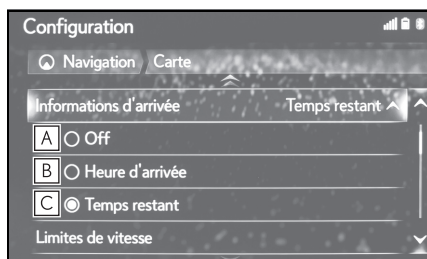 Configuration
Navigation Carte
Informations d'arrivée Temps restant
A Off
B Heure d'arrivée
C Temps restant
Limites de vitesse